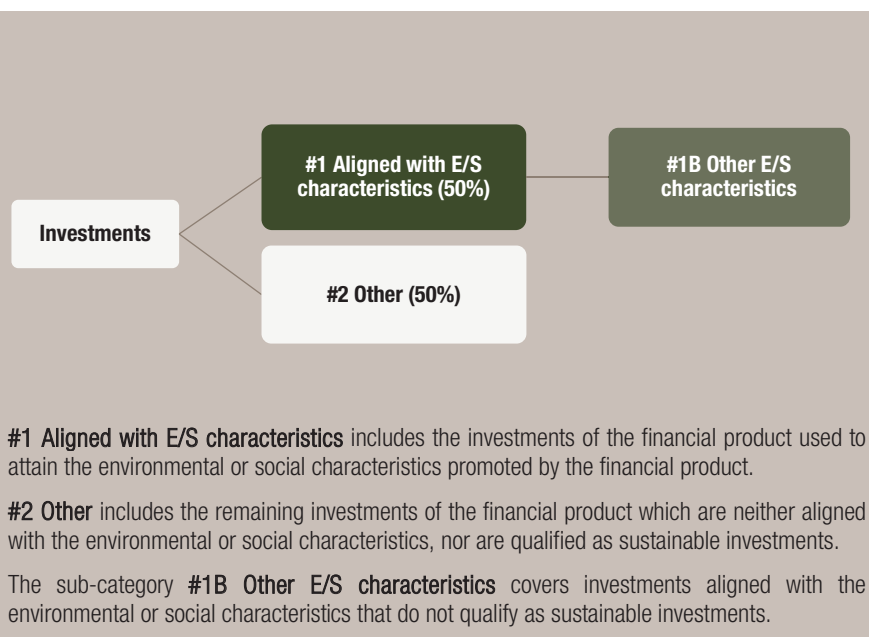 #1 Aligned with E/S
characteristics (50%)
#1B Other E/S
characteristics
Investments
#2 Other (50%)
#1 Aligned with E/S characteristics includes the investments of the financial product used to
attain the environmental or social characteristics promoted by the financial product.
#2 Other includes the remaining investments of the financial product which are neither aligned
with the environmental or social characteristics, nor are qualified as sustainable investments.
The sub-category #1B Other E/S characteristics covers investments aligned with the
environmental or social characteristics that do not qualify as sustainable investments.